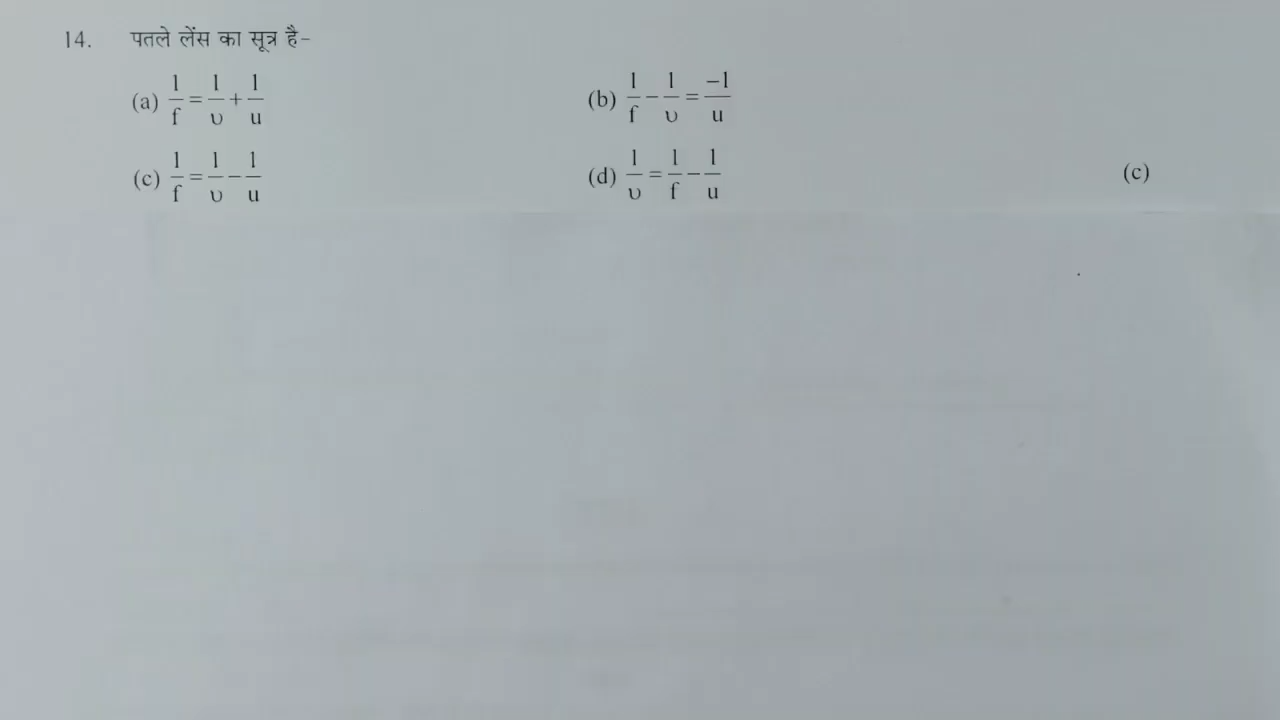 14. पतले लेंस का सूत्र है-
(a) 1/f = 1/υ + 1/u (b) 1/f - 1/υ = -1/u
(c) 1/f = 1/υ - 1/u (d) 1/υ = 1/f - 1/u (c)